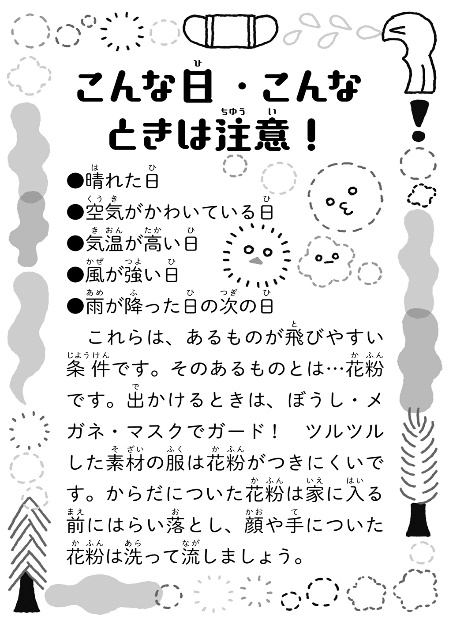 こんな日・こんな
ときは注意！
●晴れた日
●空気がかわいている日
●気温が高い日
●風が強い日
●雨が降った日の次の日
　これらは、あるものが飛びやすい
条件です。そのあるものとは…花粉
です。出かけるときは、ぼうし・メ
ガネ・マスクでガード！　ツルツル
した素材の服は花粉がつきにくいで
す。からだについた花粉は家に入る
前にはらい落とし、顔や手についた
花粉は洗って流しましょう。